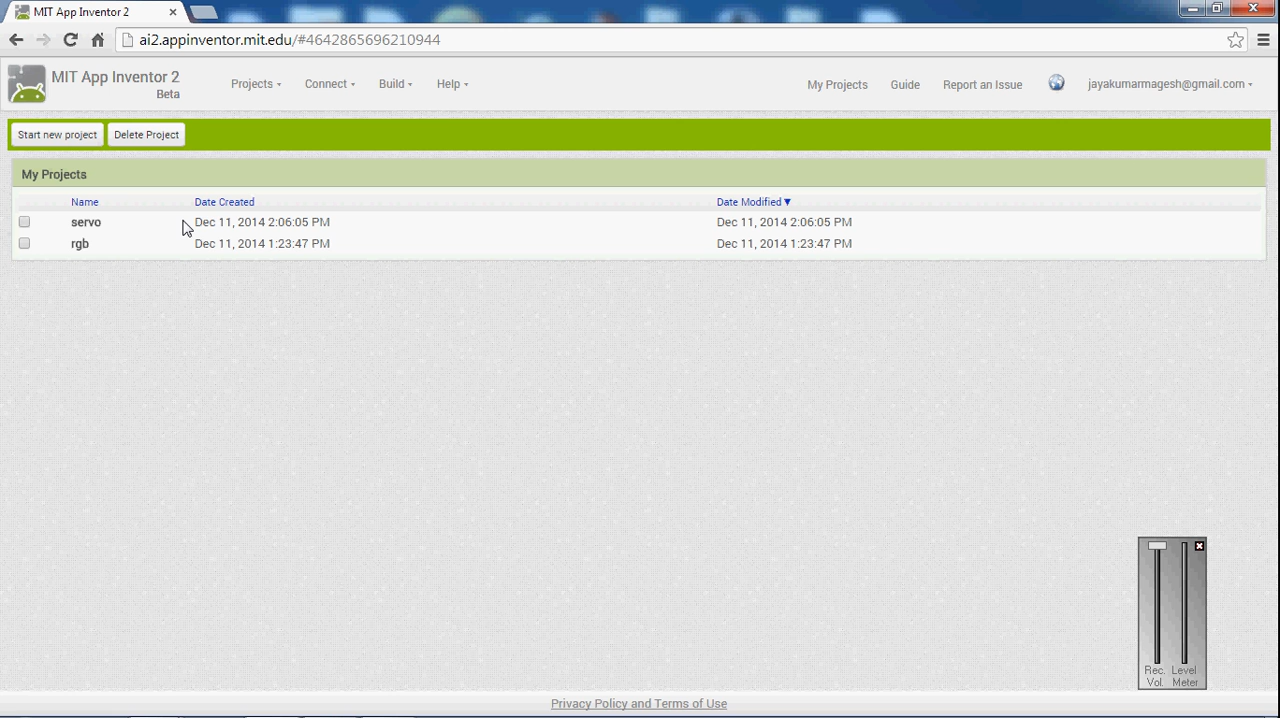 MIT App Inventor 2
ai2.appinventor.mit.edu/#4642865696210944
MIT App Inventor 2
Beta
Projects Connect Build Help My Projects Guide Report an Issue jayakumarmagesh@gmail.com
Start new project Delete Project
My Projects
Name Date Created Date Modified
servo Dec 11, 2014 2:06:05 PM Dec 11, 2014 2:06:05 PM
rgb Dec 11, 2014 1:23:47 PM Dec 11, 2014 1:23:47 PM
Rec. Level
Vol. Meter
Privacy Policy and Terms of Use